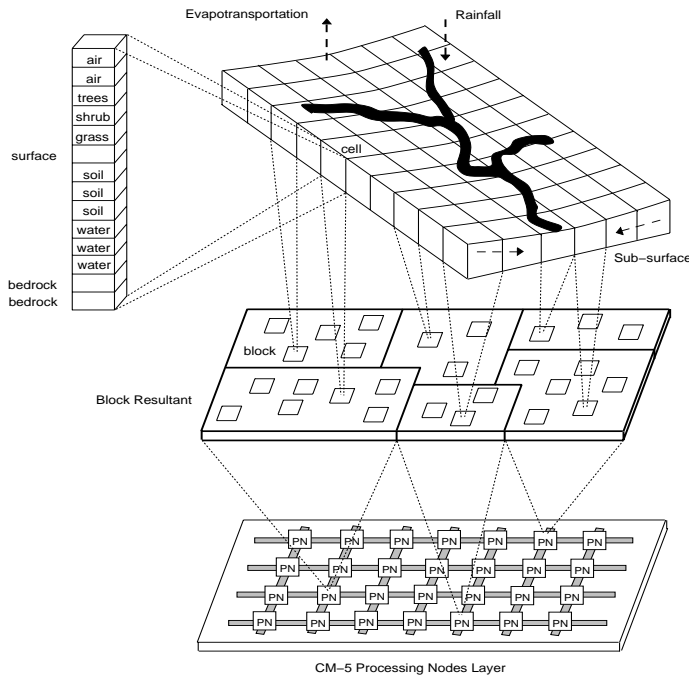 Evapotransportation
Rainfall
air
air
trees
shrub
grass
surface
soil
soil
soil
water
water
water
bedrock
bedrock
cell
Sub-surface
block
Block Resultant
PN PN PN PN PN PN PN
PN PN PN PN PN PN PN
PN PN PN PN PN PN PN
PN PN PN PN PN PN PN
CM-5 Processing Nodes Layer